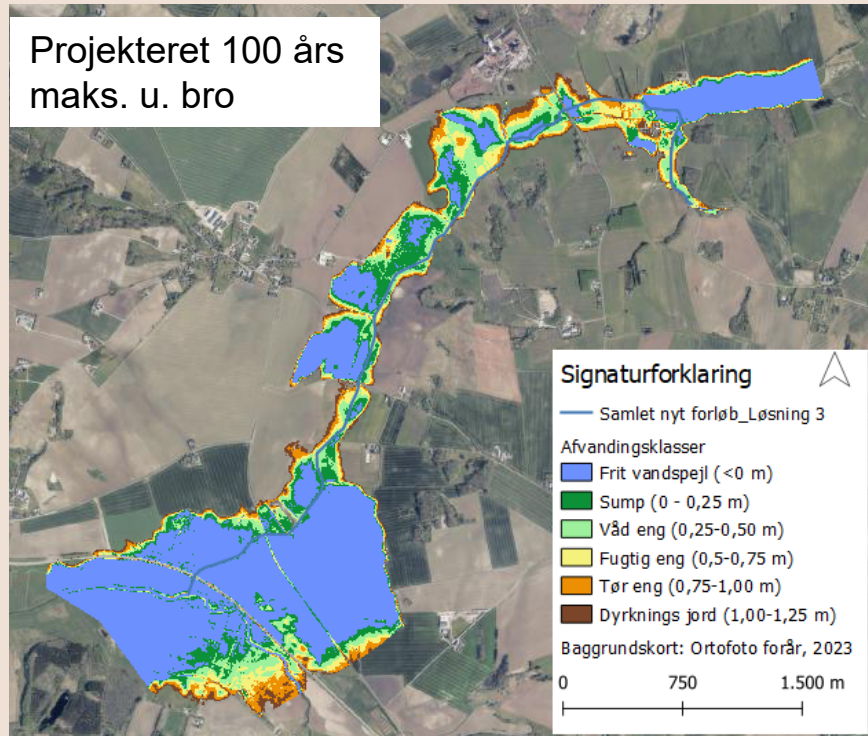 Projekteret 100 års
maks. u. bro
Signaturforklaring
Samlet nyt forløb_Løsning 3
Afvandingsklasser
Frit vandspejl (<0 m)
Sump (0 - 0,25 m)
Våd eng (0,25-0,50 m)
Fugtig eng (0,5-0,75 m)
Tør eng (0,75-1,00 m)
Dyrknings jord (1,00-1,25 m)
Baggrundskort: Ortofoto forår, 2023
0 750 1.500 m